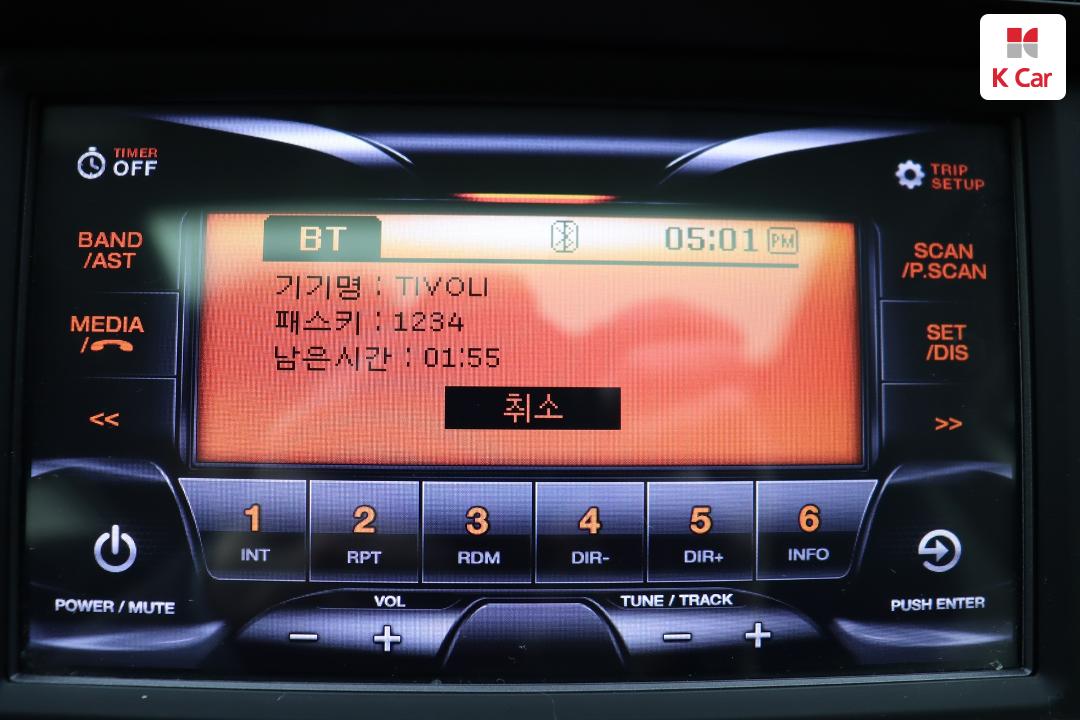 K Car
TIMER
OFF
TRIP
SETUP
BAND
/AST
BT
05:01 PM
SCAN
/P.SCAN
기기명 : TIVOLI
패스키 : 1234
남은시간 : 01:55
취소
MEDIA
/
SET
/DIS
<<
>>
1
INT
2
RPT
3
RDM
4
DIR-
5
DIR+
6
INFO
POWER / MUTE
VOL
TUNE / TRACK
PUSH ENTER
− +
− +